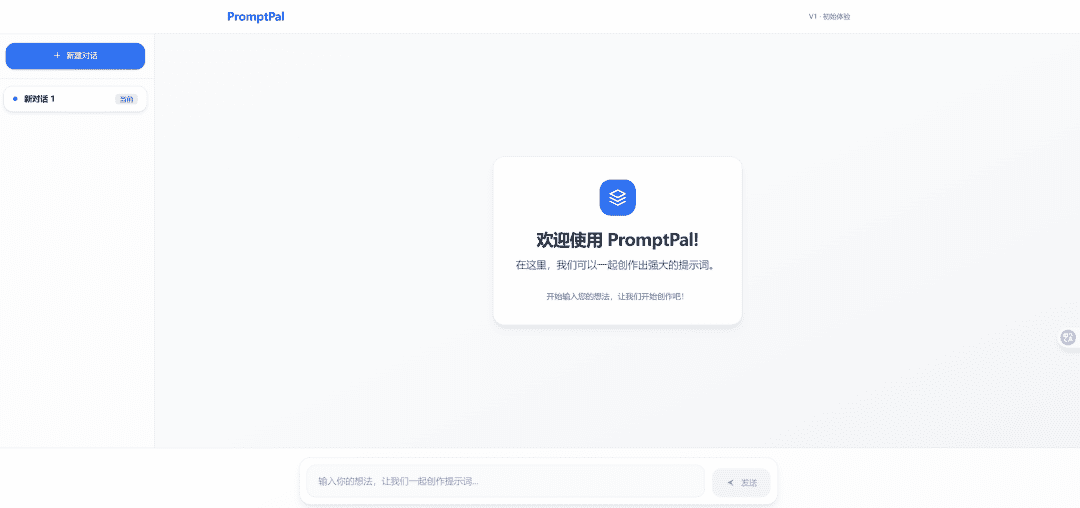 PromptPal
V1 · 初始体验
+ 新建对话
新对话 1
当前
欢迎使用 PromptPal!
在这里，我们可以一起创作出强大的提示词。
开始输入您的想法，让我们开始创作吧!
输入你的想法，让我们一起创作提示词...
发送